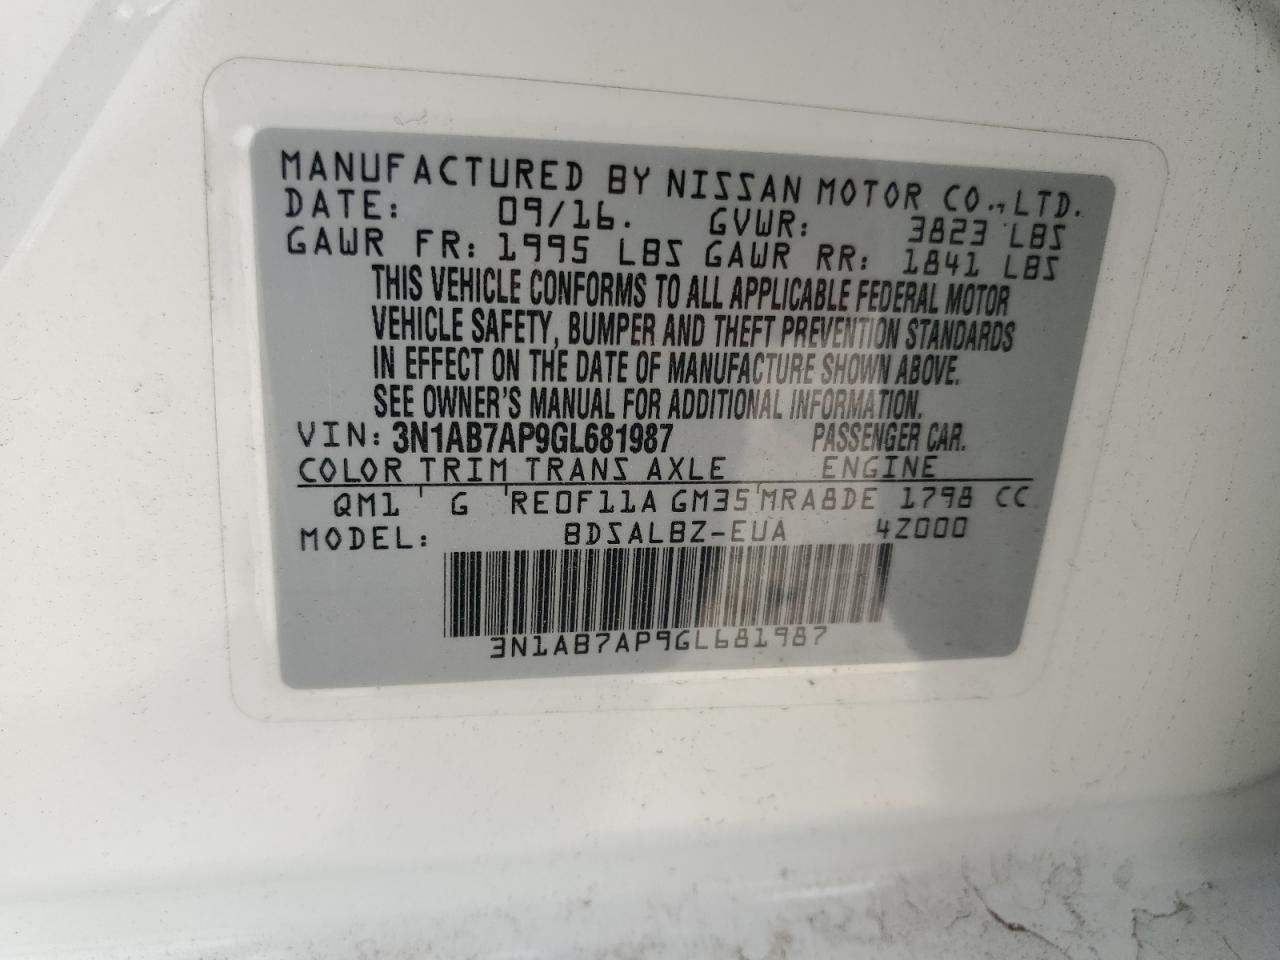 MANUFACTURED BY NISSAN MOTOR CO.,LTD.
DATE: 09/16. GVWR: 3823 LBS
GAWR FR: 1995 LBS GAWR RR: 1841 LBS
THIS VEHICLE CONFORMS TO ALL APPLICABLE FEDERAL MOTOR
VEHICLE SAFETY, BUMPER AND THEFT PREVENTION STANDARDS
IN EFFECT ON THE DATE OF MANUFACTURE SHOWN ABOVE.
SEE OWNER'S MANUAL FOR ADDITIONAL INFORMATION.
VIN: 3N1AB7AP9GL681987 PASSENGER CAR.
COLOR TRIM TRANS AXLE ENGINE
QM1 ' G ' RE0F11A GM35 ' MRA8DE 1798 CC
MODEL: BDSALBZ-EUA 4Z000
3N1AB7AP9GL681987